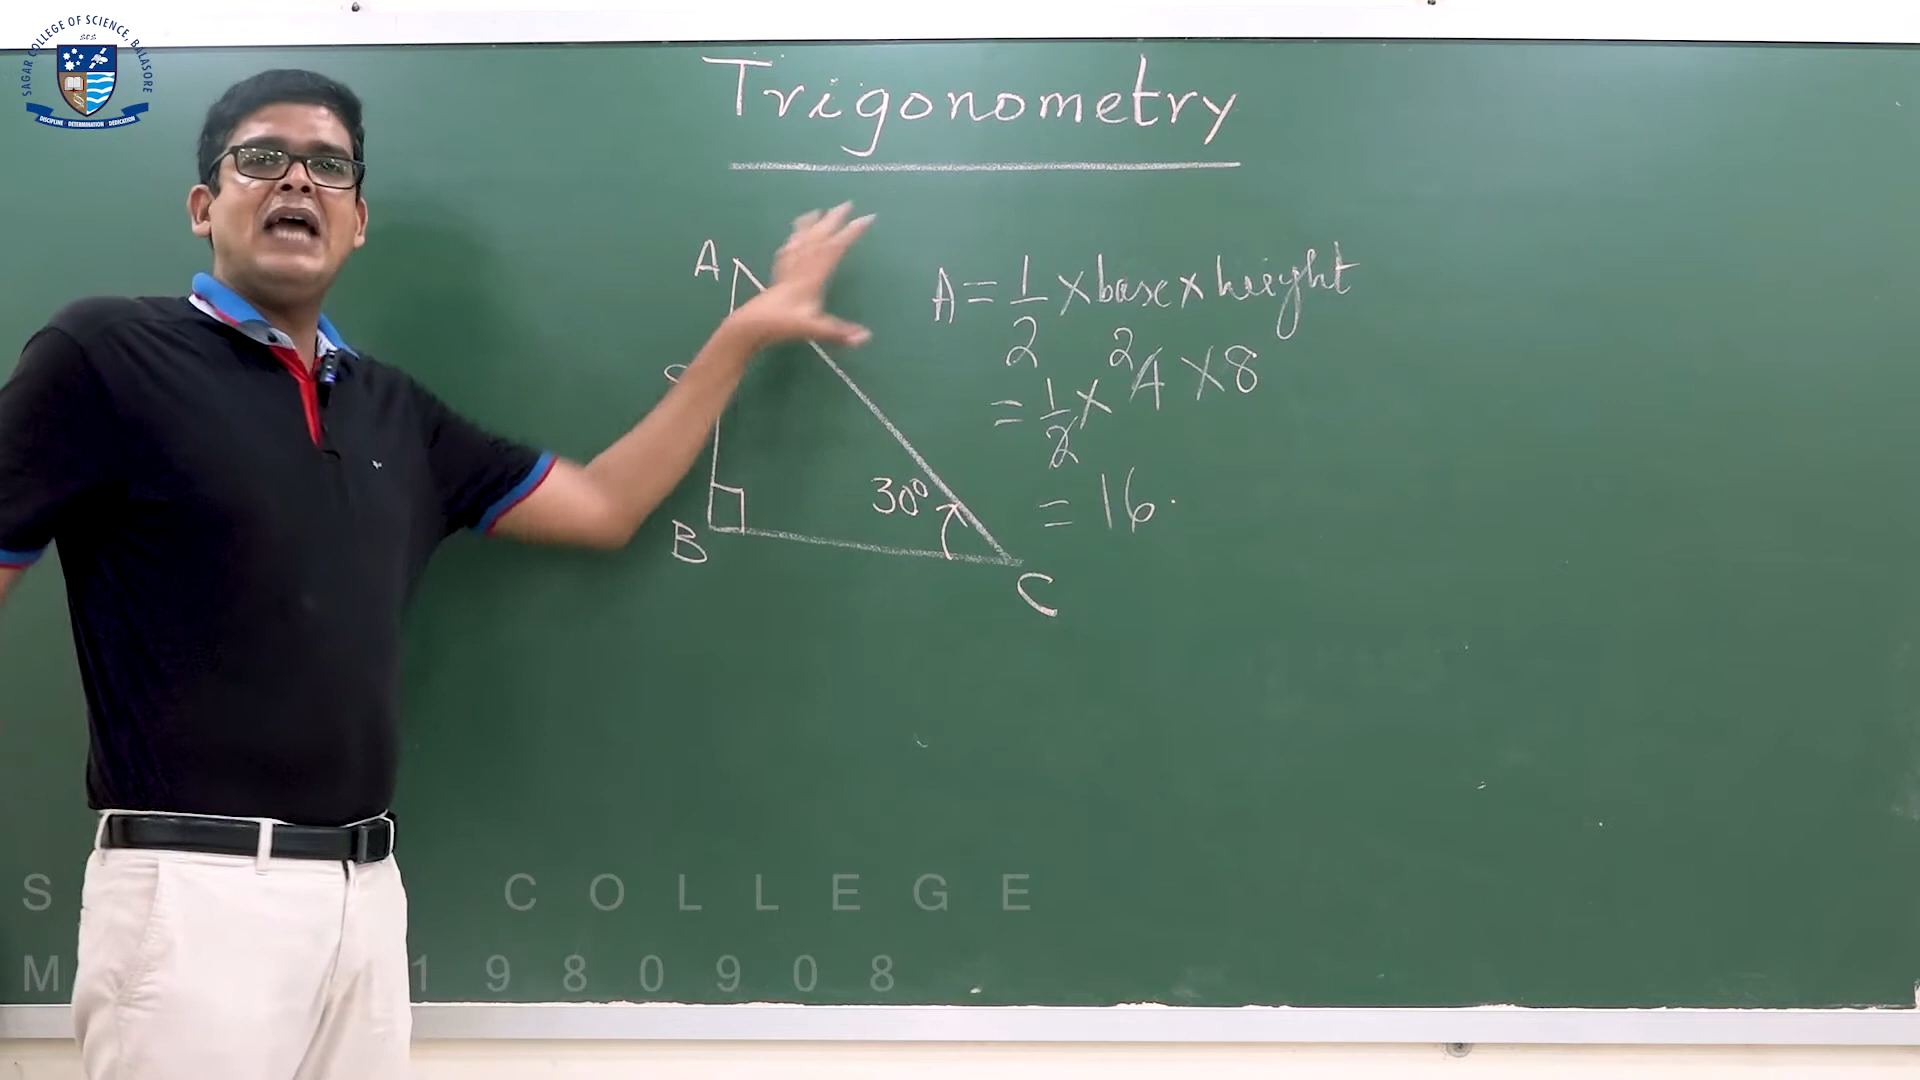 SAGAR COLLEGE OF SCIENCE, BALASORE
SCS
DISCIPLINE · DETERMINATION · DEDICATION
Trigonometry
A
A = 1/2 × base × height
2 4 × 8
= 1/2 ×
30°
= 16.
B
C
S COLLEGE
M 1980908